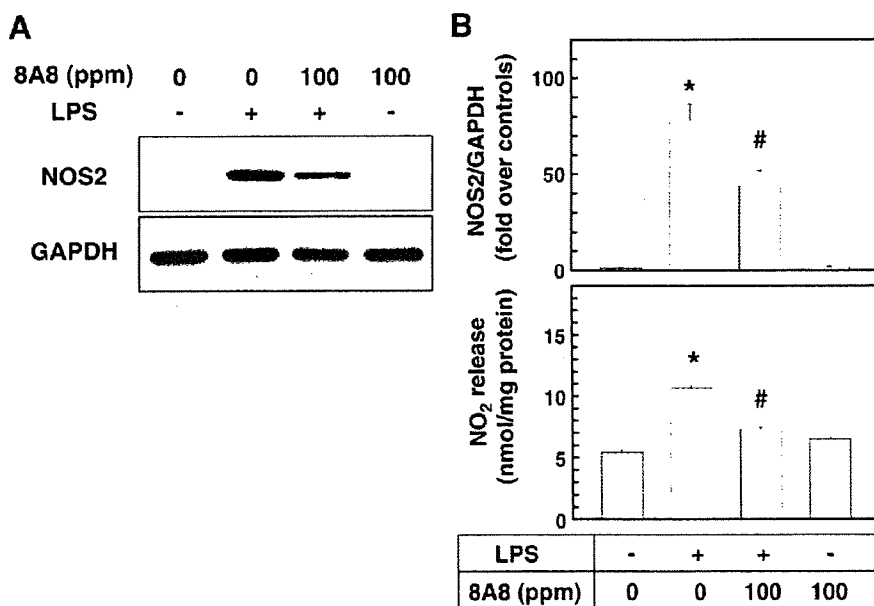 A
8A8 (ppm) 0 0 100 100
LPS - + + -
NOS2
GAPDH
B
NOS2/GAPDH
(fold over controls)
100
50
0
*
#
NO₂ release
(nmol/mg protein)
15
10
5
0
*
#
LPS - + + -
8A8 (ppm) 0 0 100 100